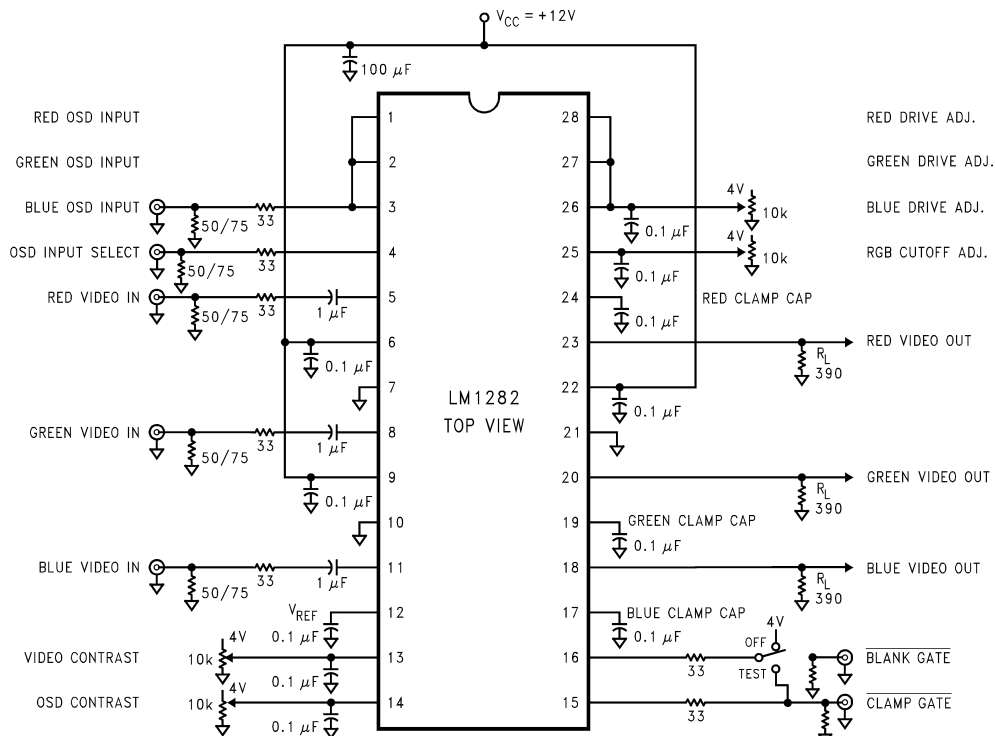 V_CC = +12V
100 μF
RED OSD INPUT
1
28
RED DRIVE ADJ.
GREEN OSD INPUT
2
27
GREEN DRIVE ADJ.
BLUE OSD INPUT
50/75
33
3
26
0.1 μF
4V
10k
BLUE DRIVE ADJ.
OSD INPUT SELECT
50/75
33
4
25
0.1 μF
4V
10k
RGB CUTOFF ADJ.
RED VIDEO IN
50/75
33
1 μF
5
24
RED CLAMP CAP
0.1 μF
6
0.1 μF
23
R_L
390
RED VIDEO OUT
7
LM1282
TOP VIEW
22
0.1 μF
GREEN VIDEO IN
50/75
33
1 μF
8
21
9
0.1 μF
20
R_L
390
GREEN VIDEO OUT
10
19
GREEN CLAMP CAP
0.1 μF
BLUE VIDEO IN
50/75
33
1 μF
11
18
R_L
390
BLUE VIDEO OUT
V_REF
0.1 μF
12
17
BLUE CLAMP CAP
0.1 μF
VIDEO CONTRAST
10k
4V
0.1 μF
13
16
33
OFF
4V
TEST
BLANK GATE
OSD CONTRAST
10k
4V
0.1 μF
14
15
33
CLAMP GATE